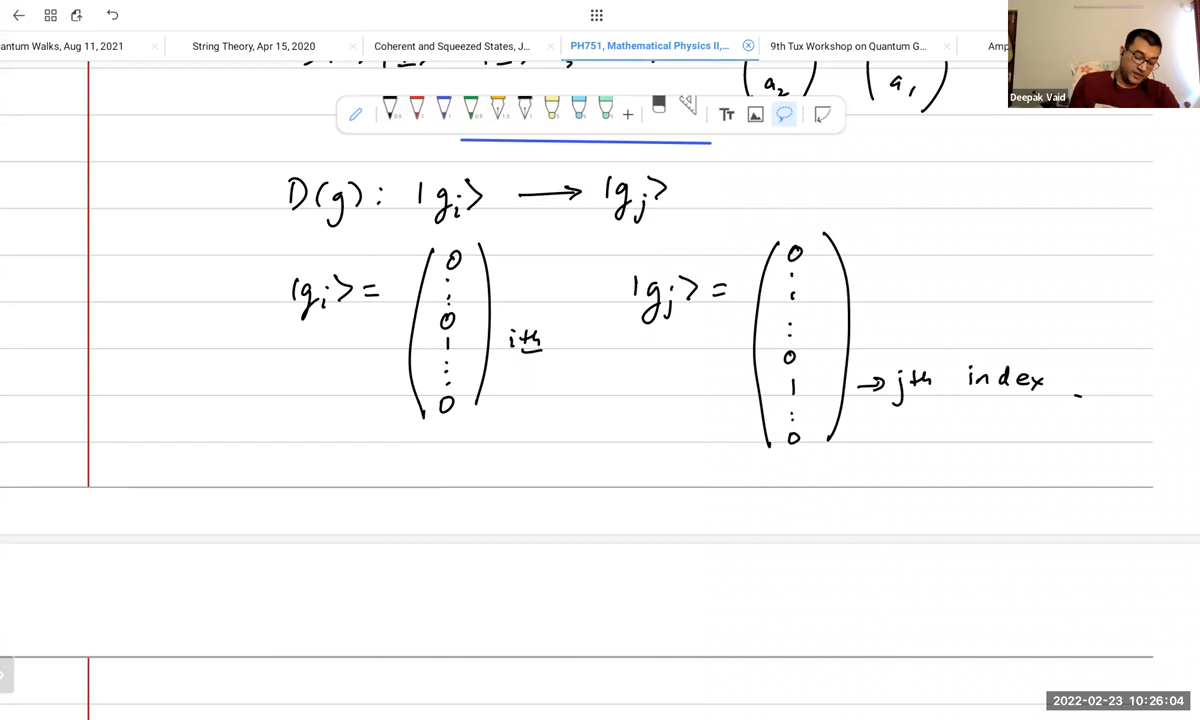 antum Walks, Aug 11, 2021 String Theory, Apr 15, 2020 Coherent and Squeezed States, J... PH751, Mathematical Physics II,... 9th Tux Workshop on Quantum G... Amp
Deepak Vaid
a₂ a₁
Tт
D(g): |gᵢ⟩ → |gⱼ⟩
|gᵢ⟩ = ( 0 ⋮ 0 1 ⋮ 0 ) ith |gⱼ⟩ = ( 0 ⋮ ⋮ 0 1 ⋮ 0 ) → jth index
2022-02-23 10:26:04